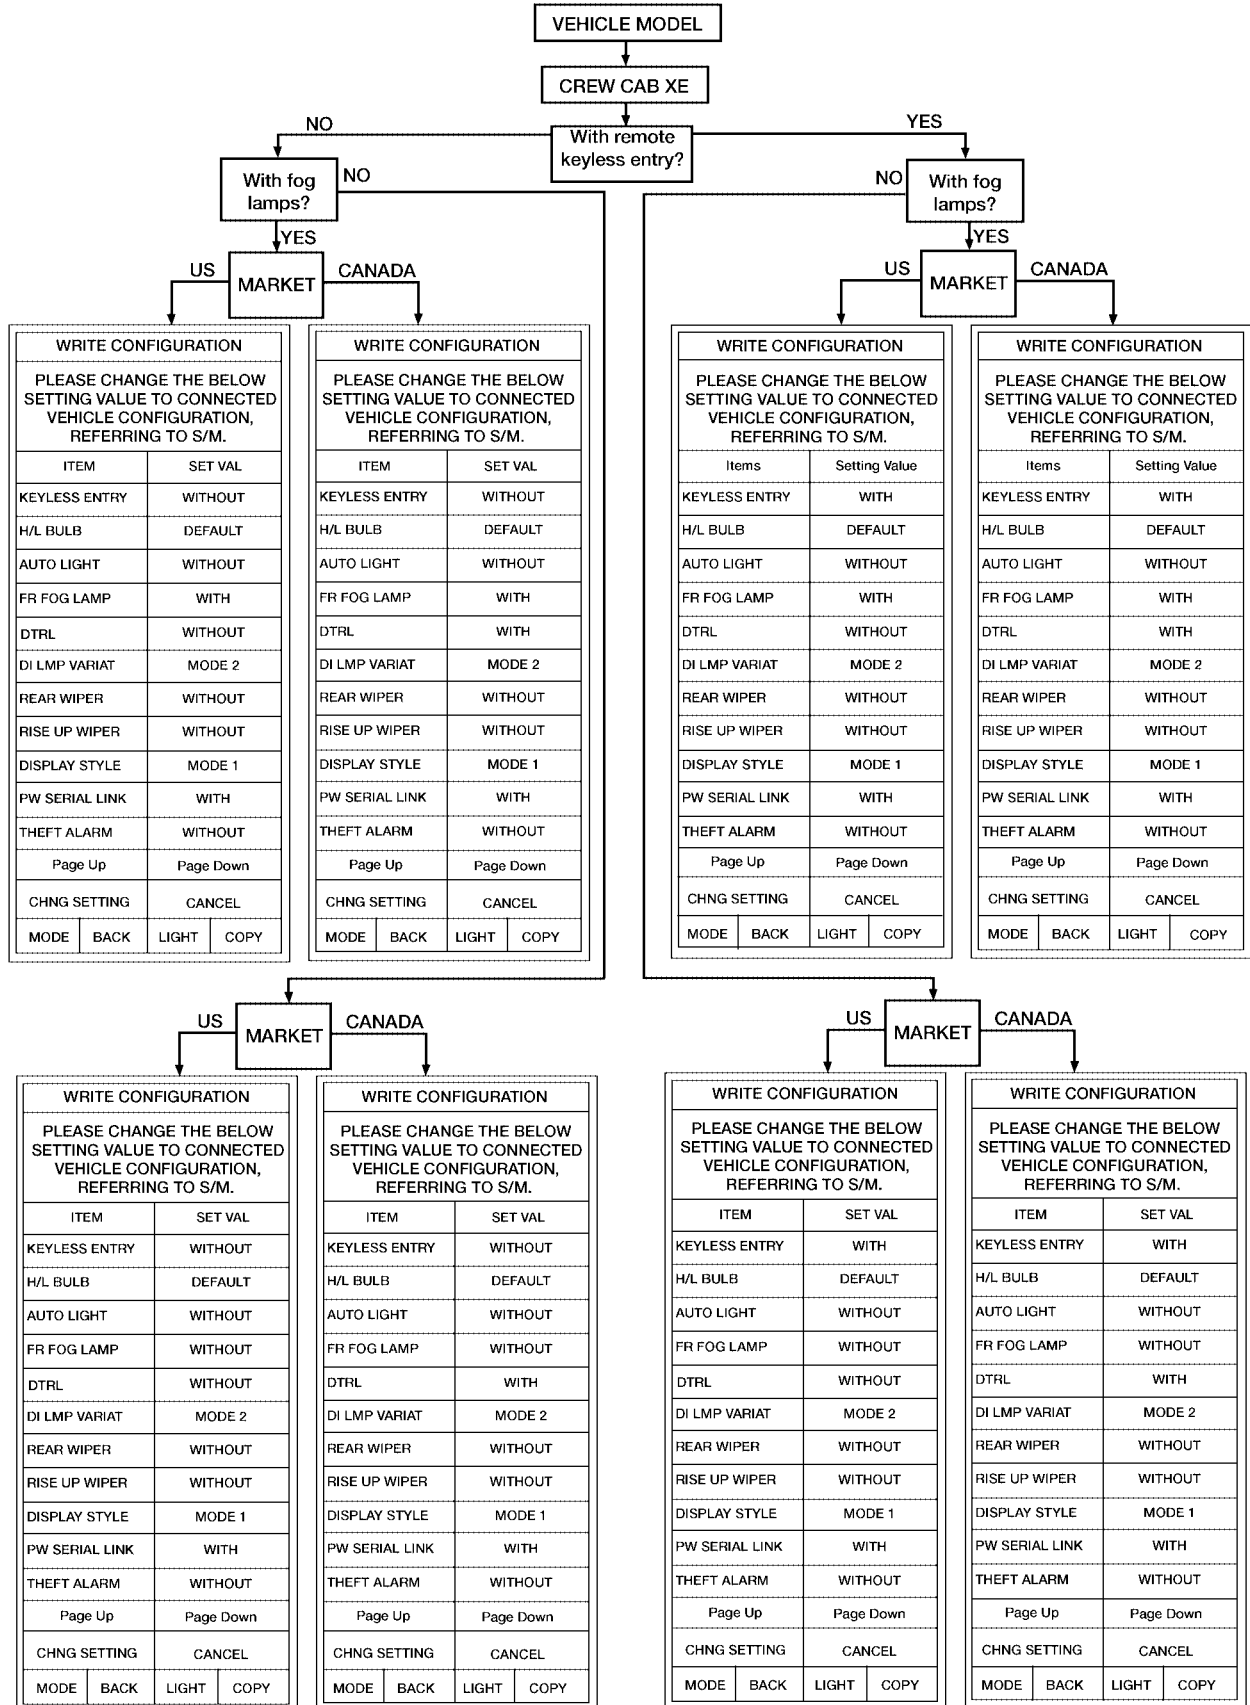 VEHICLE MODEL
CREW CAB XE
NO
With remote
keyless entry?
YES
With fog
lamps?
NO
YES
US
MARKET
CANADA
NO
With fog
lamps?
YES
US
MARKET
CANADA
WRITE CONFIGURATION
PLEASE CHANGE THE BELOW
SETTING VALUE TO CONNECTED
VEHICLE CONFIGURATION,
REFERRING TO S/M.
ITEM SET VAL
KEYLESS ENTRY WITHOUT
H/L BULB DEFAULT
AUTO LIGHT WITHOUT
FR FOG LAMP WITH
DTRL WITHOUT
DI LMP VARIAT MODE 2
REAR WIPER WITHOUT
RISE UP WIPER WITHOUT
DISPLAY STYLE MODE 1
PW SERIAL LINK WITH
THEFT ALARM WITHOUT
Page Up Page Down
CHNG SETTING CANCEL
MODE BACK LIGHT COPY
WRITE CONFIGURATION
PLEASE CHANGE THE BELOW
SETTING VALUE TO CONNECTED
VEHICLE CONFIGURATION,
REFERRING TO S/M.
ITEM SET VAL
KEYLESS ENTRY WITHOUT
H/L BULB DEFAULT
AUTO LIGHT WITHOUT
FR FOG LAMP WITH
DTRL WITH
DI LMP VARIAT MODE 2
REAR WIPER WITHOUT
RISE UP WIPER WITHOUT
DISPLAY STYLE MODE 1
PW SERIAL LINK WITH
THEFT ALARM WITHOUT
Page Up Page Down
CHNG SETTING CANCEL
MODE BACK LIGHT COPY
WRITE CONFIGURATION
PLEASE CHANGE THE BELOW
SETTING VALUE TO CONNECTED
VEHICLE CONFIGURATION,
REFERRING TO S/M.
Items Setting Value
KEYLESS ENTRY WITH
H/L BULB DEFAULT
AUTO LIGHT WITHOUT
FR FOG LAMP WITH
DTRL WITHOUT
DI LMP VARIAT MODE 2
REAR WIPER WITHOUT
RISE UP WIPER WITHOUT
DISPLAY STYLE MODE 1
PW SERIAL LINK WITH
THEFT ALARM WITHOUT
Page Up Page Down
CHNG SETTING CANCEL
MODE BACK LIGHT COPY
WRITE CONFIGURATION
PLEASE CHANGE THE BELOW
SETTING VALUE TO CONNECTED
VEHICLE CONFIGURATION,
REFERRING TO S/M.
Items Setting Value
KEYLESS ENTRY WITH
H/L BULB DEFAULT
AUTO LIGHT WITHOUT
FR FOG LAMP WITH
DTRL WITH
DI LMP VARIAT MODE 2
REAR WIPER WITHOUT
RISE UP WIPER WITHOUT
DISPLAY STYLE MODE 1
PW SERIAL LINK WITH
THEFT ALARM WITHOUT
Page Up Page Down
CHNG SETTING CANCEL
MODE BACK LIGHT COPY
US
MARKET
CANADA
US
MARKET
CANADA
WRITE CONFIGURATION
PLEASE CHANGE THE BELOW
SETTING VALUE TO CONNECTED
VEHICLE CONFIGURATION,
REFERRING TO S/M.
ITEM SET VAL
KEYLESS ENTRY WITHOUT
H/L BULB DEFAULT
AUTO LIGHT WITHOUT
FR FOG LAMP WITHOUT
DTRL WITHOUT
DI LMP VARIAT MODE 2
REAR WIPER WITHOUT
RISE UP WIPER WITHOUT
DISPLAY STYLE MODE 1
PW SERIAL LINK WITH
THEFT ALARM WITHOUT
Page Up Page Down
CHNG SETTING CANCEL
MODE BACK LIGHT COPY
WRITE CONFIGURATION
PLEASE CHANGE THE BELOW
SETTING VALUE TO CONNECTED
VEHICLE CONFIGURATION,
REFERRING TO S/M.
ITEM SET VAL
KEYLESS ENTRY WITHOUT
H/L BULB DEFAULT
AUTO LIGHT WITHOUT
FR FOG LAMP WITHOUT
DTRL WITH
DI LMP VARIAT MODE 2
REAR WIPER WITHOUT
RISE UP WIPER WITHOUT
DISPLAY STYLE MODE 1
PW SERIAL LINK WITH
THEFT ALARM WITHOUT
Page Up Page Down
CHNG SETTING CANCEL
MODE BACK LIGHT COPY
WRITE CONFIGURATION
PLEASE CHANGE THE BELOW
SETTING VALUE TO CONNECTED
VEHICLE CONFIGURATION,
REFERRING TO S/M.
ITEM SET VAL
KEYLESS ENTRY WITH
H/L BULB DEFAULT
AUTO LIGHT WITHOUT
FR FOG LAMP WITHOUT
DTRL WITHOUT
DI LMP VARIAT MODE 2
REAR WIPER WITHOUT
RISE UP WIPER WITHOUT
DISPLAY STYLE MODE 1
PW SERIAL LINK WITH
THEFT ALARM WITHOUT
Page Up Page Down
CHNG SETTING CANCEL
MODE BACK LIGHT COPY
WRITE CONFIGURATION
PLEASE CHANGE THE BELOW
SETTING VALUE TO CONNECTED
VEHICLE CONFIGURATION,
REFERRING TO S/M.
ITEM SET VAL
KEYLESS ENTRY WITH
H/L BULB DEFAULT
AUTO LIGHT WITHOUT
FR FOG LAMP WITHOUT
DTRL WITH
DI LMP VARIAT MODE 2
REAR WIPER WITHOUT
RISE UP WIPER WITHOUT
DISPLAY STYLE MODE 1
PW SERIAL LINK WITH
THEFT ALARM WITHOUT
Page Up Page Down
CHNG SETTING CANCEL
MODE BACK LIGHT COPY